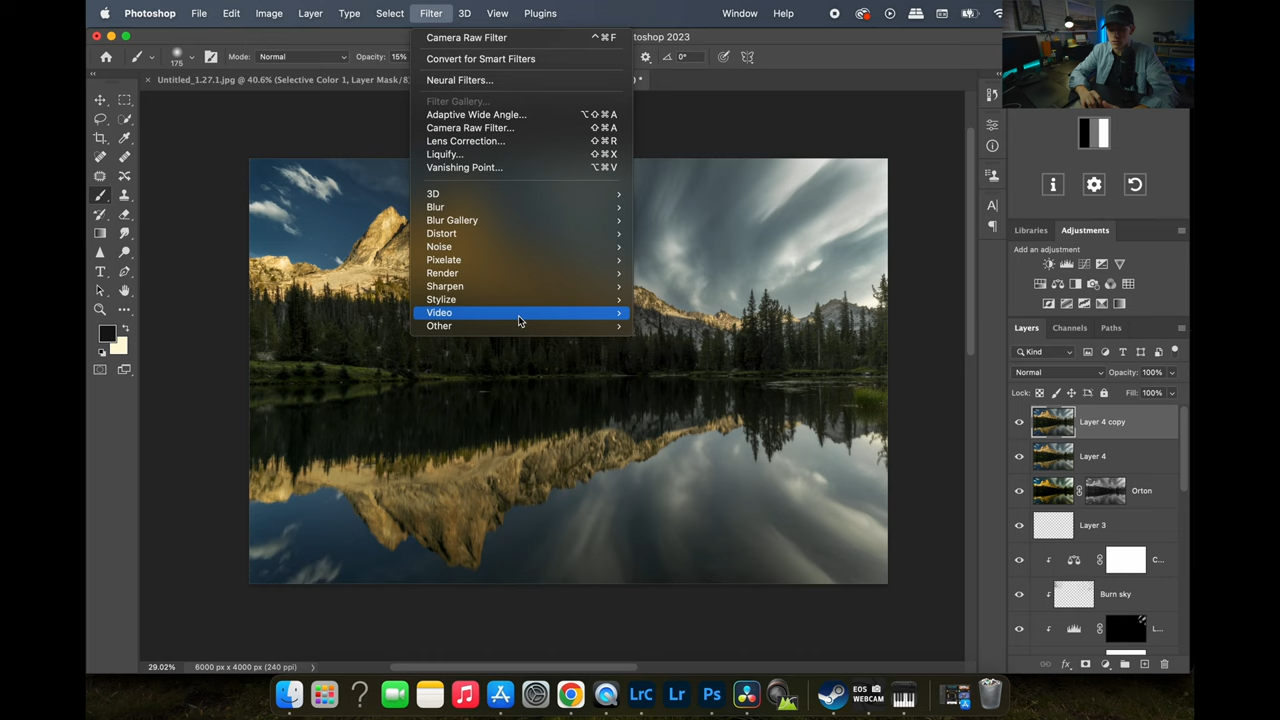 Photoshop File Edit Image Layer Type Select Filter 3D View Plugins Window Help
175 Mode: Normal Opacity: 15% 0°
Untitled_1.27.1.jpg @ 40.6% (Selective Color 1, Layer Mask/8
Camera Raw Filter ^⌘F
Convert for Smart Filters
Neural Filters...
Filter Gallery...
Adaptive Wide Angle... ⌥⇧⌘A
Camera Raw Filter... ⇧⌘A
Lens Correction... ⇧⌘R
Liquify... ⇧⌘X
Vanishing Point... ⌥⌘V
3D
Blur
Blur Gallery
Distort
Noise
Pixelate
Render
Sharpen
Stylize
Video
Other
Libraries Adjustments
Add an adjustment
Layers Channels Paths
Kind
Normal Opacity: 100%
Lock: Fill: 100%
Layer 4 copy
Layer 4
Orton
Layer 3
C...
Burn sky
L...
29.02% 6000 px x 4000 px (240 ppi)
LrC Lr Ps
EOS
WEBCAM